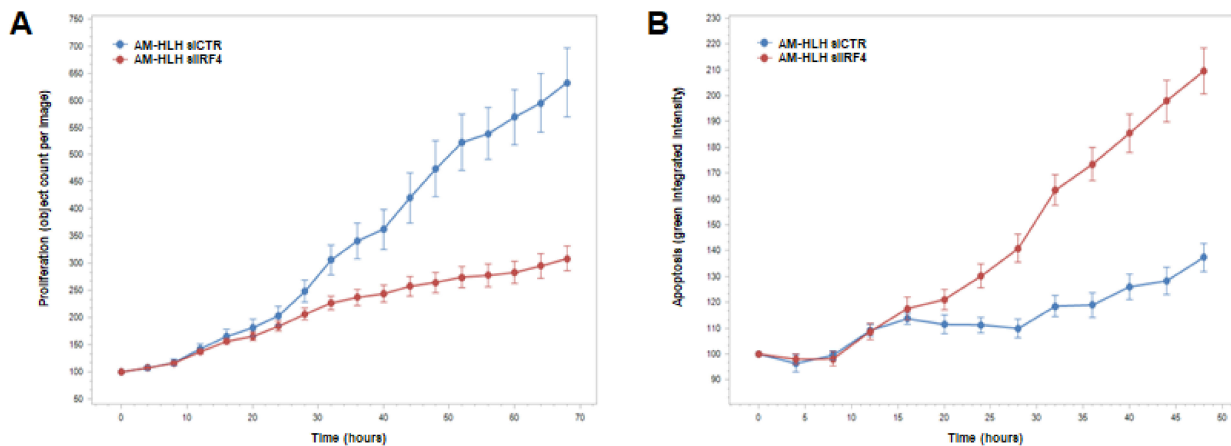 A
AM-HLH siCTR
AM-HLH siIRF4
Proliferation (object count per image)
750
700
650
600
550
500
450
400
350
300
250
200
150
100
50
0 10 20 30 40 50 60 70
Time (hours)
B
AM-HLH siCTR
AM-HLH siIRF4
Apoptosis (green integrated intensity)
230
220
210
200
190
180
170
160
150
140
130
120
110
100
90
0 5 10 15 20 25 30 35 40 45 50
Time (hours)